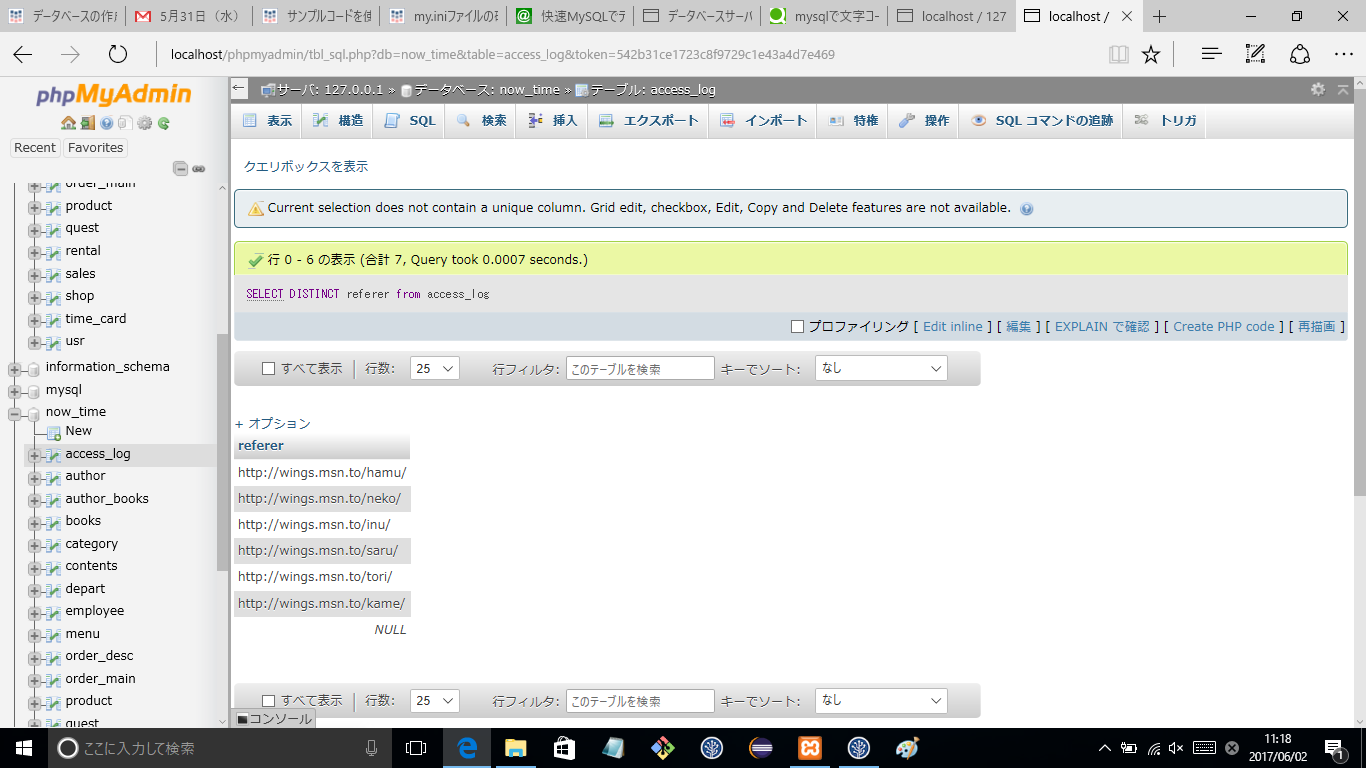 データベースの作
5月31日（水）
サンプルコードを使
my.iniファイルの
快速MySQLでデ
データベースサーバ
mysqlで文字コー
localhost / 127
localhost /
localhost/phpmyadmin/tbl_sql.php?db=now_time&table=access_log&token=542b31ce1723c8f9729c1e43a4d7e469
phpMyAdmin
Recent
Favorites
order_main
product
quest
rental
sales
shop
time_card
usr
information_schema
mysql
now_time
New
access_log
author
author_books
books
category
contents
depart
employee
menu
order_desc
order_main
product
quest
サーバ: 127.0.0.1 » データベース: now_time » テーブル: access_log
表示 構造 SQL 検索 挿入 エクスポート インポート 特権 操作 SQL コマンドの追跡 トリガ
クエリボックスを表示
Current selection does not contain a unique column. Grid edit, checkbox, Edit, Copy and Delete features are not available.
行 0 - 6 の表示 (合計 7, Query took 0.0007 seconds.)
SELECT DISTINCT referer from access_log
プロファイリング [ Edit inline ] [ 編集 ] [ EXPLAIN で確認 ] [ Create PHP code ] [ 再描画 ]
すべて表示 行数: 25 行フィルタ: このテーブルを検索 キーでソート: なし
+ オプション
referer
http://wings.msn.to/hamu/
http://wings.msn.to/neko/
http://wings.msn.to/inu/
http://wings.msn.to/saru/
http://wings.msn.to/tori/
http://wings.msn.to/kame/
NULL
すべて表示 行数: 25 行フィルタ: このテーブルを検索 キーでソート: なし
コンソール
ここに入力して検索
11:18
2017/06/02
1